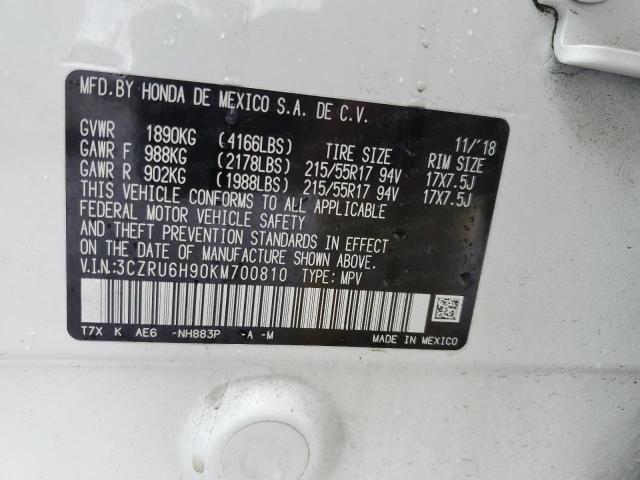 MFD. BY HONDA DE MEXICO S.A. DE C.V.
11/'18
GVWR 1890KG (4166LBS) TIRE SIZE RIM SIZE
GAWR F 988KG (2178LBS) 215/55R17 94V 17X7.5J
GAWR R 902KG (1988LBS) 215/55R17 94V 17X7.5J
THIS VEHICLE CONFORMS TO ALL APPLICABLE
FEDERAL MOTOR VEHICLE SAFETY
AND THEFT PREVENTION STANDARDS IN EFFECT
ON THE DATE OF MANUFACTURE SHOWN ABOVE.
V.I.N.:3CZRU6H90KM700810 TYPE: MPV
T7X K AE6 -NH883P -A -M
MADE IN MEXICO